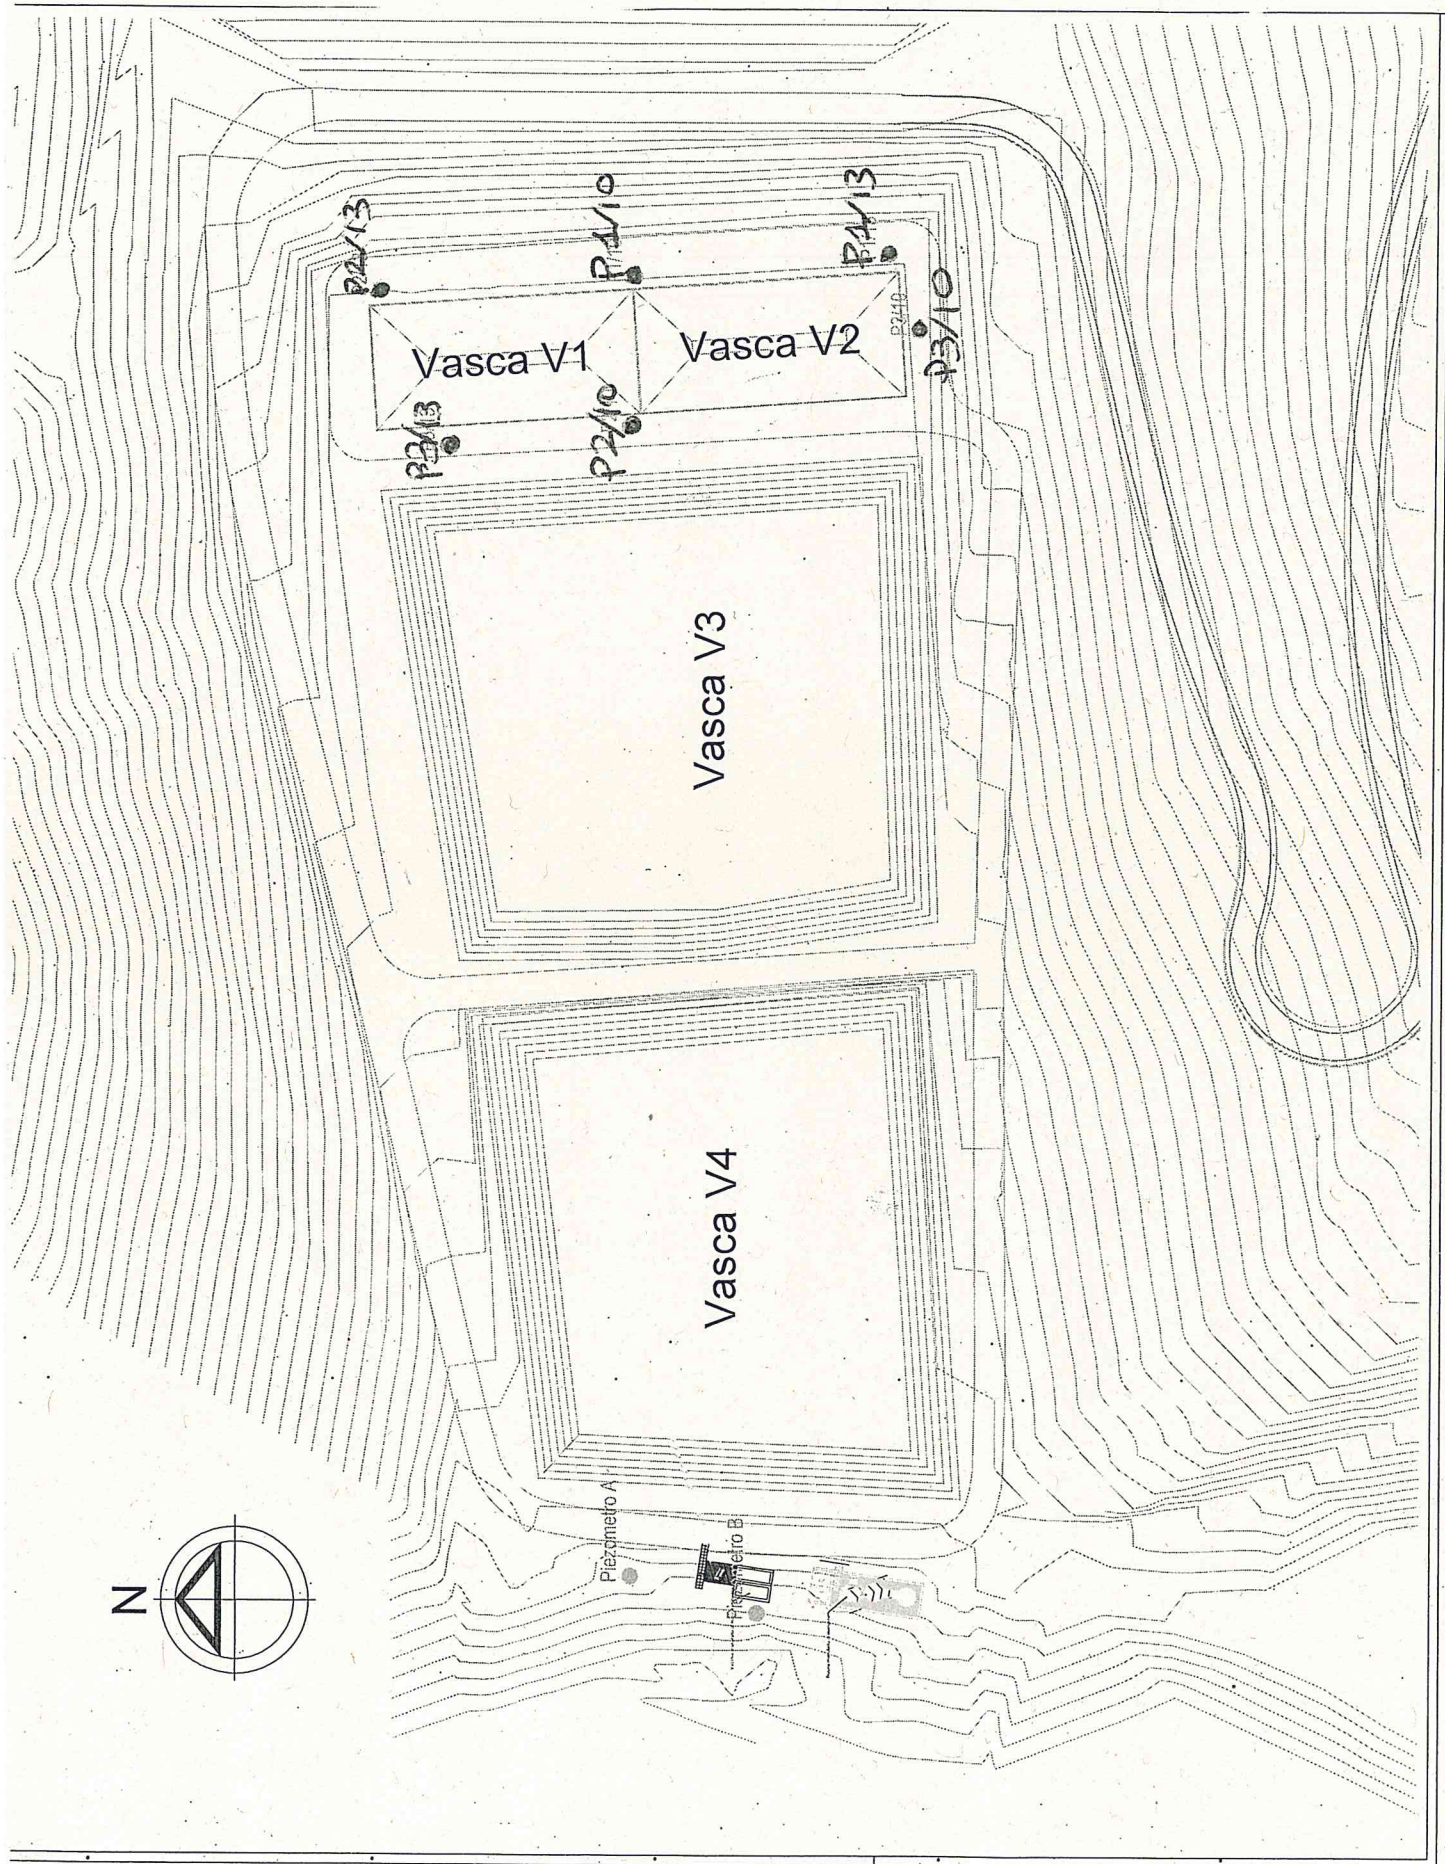 P2/13
P1/10
P1/13
Vasca V1
Vasca V2
P2/10
P3/10
P3/13
P2/10
Vasca V3
Vasca V4
Piezometro A
Piezometro B
N